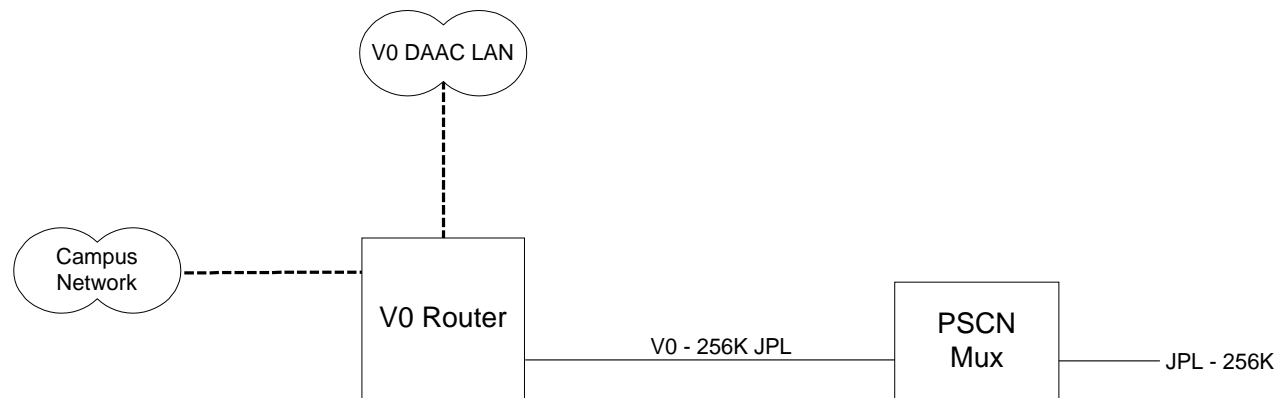 V0 DAAC LAN
Campus
Network
V0 Router
V0 - 256K JPL
PSCN
Mux
JPL - 256K